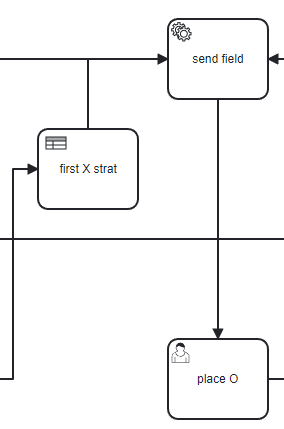 send field
first X strat
place O